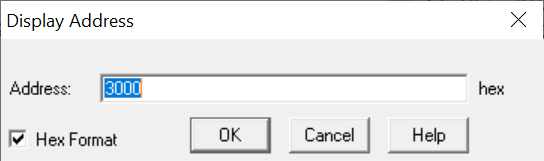 Display Address
Address: 3000 hex
Hex Format OK Cancel Help